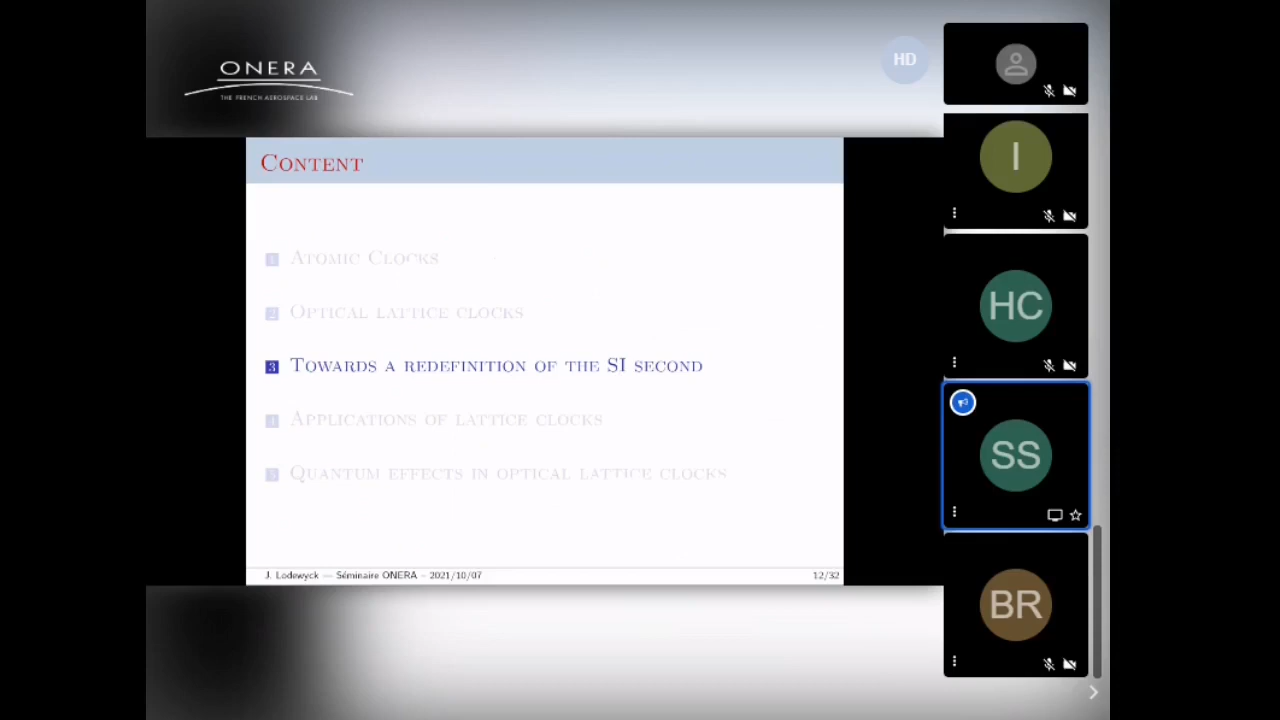 ONERA
THE FRENCH AEROSPACE LAB
HD
CONTENT
1 ATOMIC CLOCKS
2 OPTICAL LATTICE CLOCKS
3 TOWARDS A REDEFINITION OF THE SI SECOND
4 APPLICATIONS OF LATTICE CLOCKS
5 QUANTUM EFFECTS IN OPTICAL LATTICE CLOCKS
J. Lodewyck — Séminaire ONERA - 2021/10/07
12/32
I
HC
SS
BR